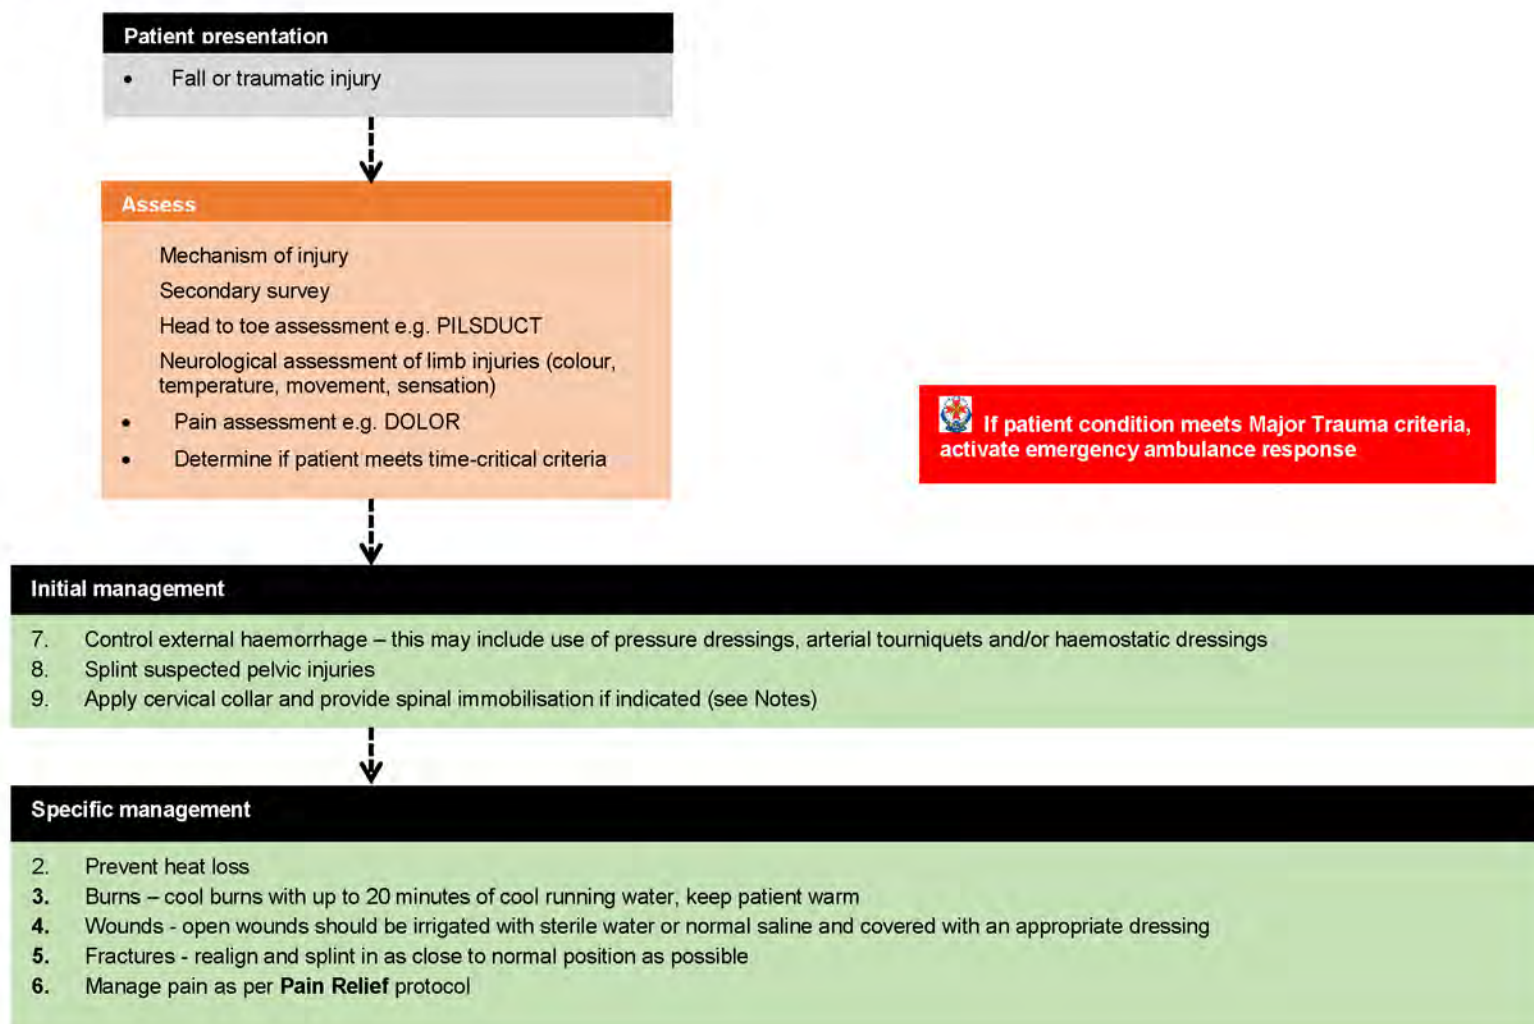 Patient presentation
• Fall or traumatic injury
Assess
Mechanism of injury
Secondary survey
Head to toe assessment e.g. PILSDUCT
Neurological assessment of limb injuries (colour,
temperature, movement, sensation)
• Pain assessment e.g. DOLOR
• Determine if patient meets time-critical criteria
If patient condition meets Major Trauma criteria,
activate emergency ambulance response
Initial management
7. Control external haemorrhage – this may include use of pressure dressings, arterial tourniquets and/or haemostatic dressings
8. Splint suspected pelvic injuries
9. Apply cervical collar and provide spinal immobilisation if indicated (see Notes)
Specific management
2. Prevent heat loss
3. Burns – cool burns with up to 20 minutes of cool running water, keep patient warm
4. Wounds - open wounds should be irrigated with sterile water or normal saline and covered with an appropriate dressing
5. Fractures - realign and splint in as close to normal position as possible
6. Manage pain as per Pain Relief protocol